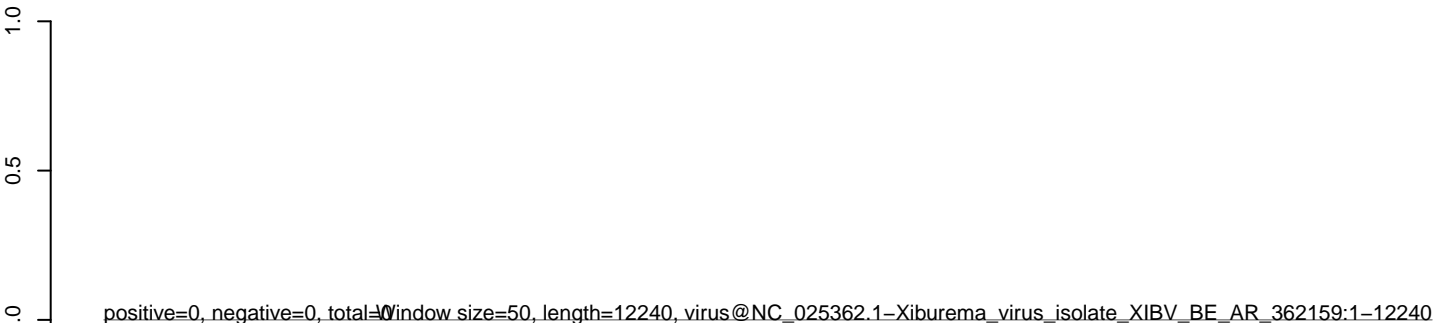 1.0
0.5
.0
positive=0, negative=0, total=0
Window size=50, length=12240, virus@NC_025362.1−Xiburema_virus_isolate_XIBV_BE_AR_362159:1−12240